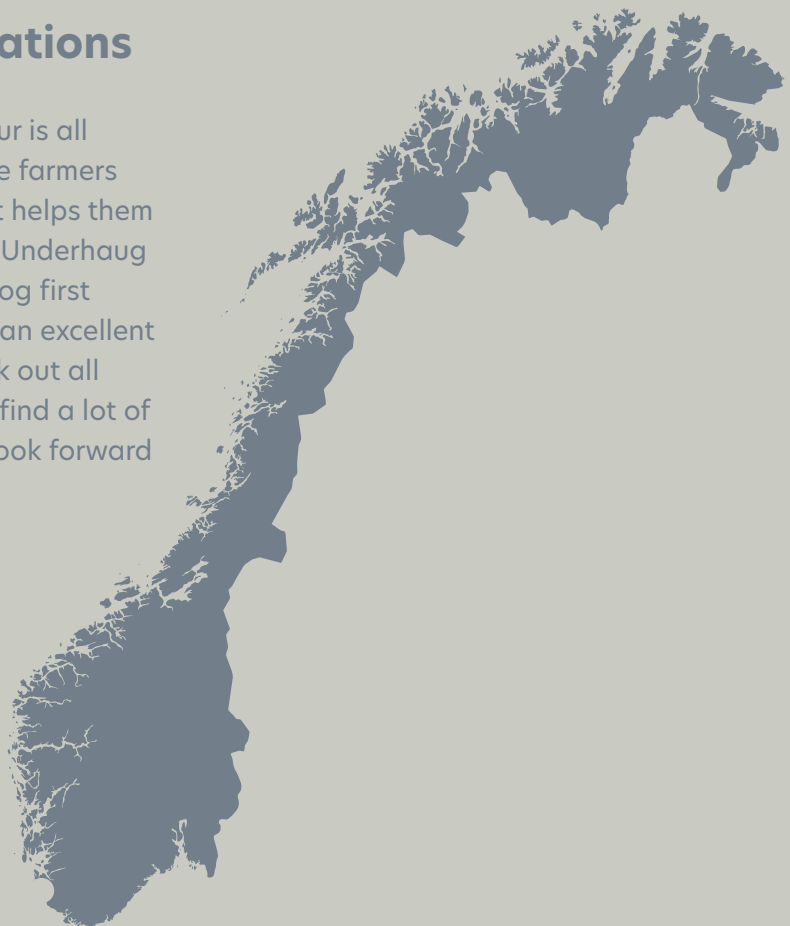 ations
ur is all
e farmers
t helps them
Underhaug
og first
an excellent
k out all
find a lot of
ook forward